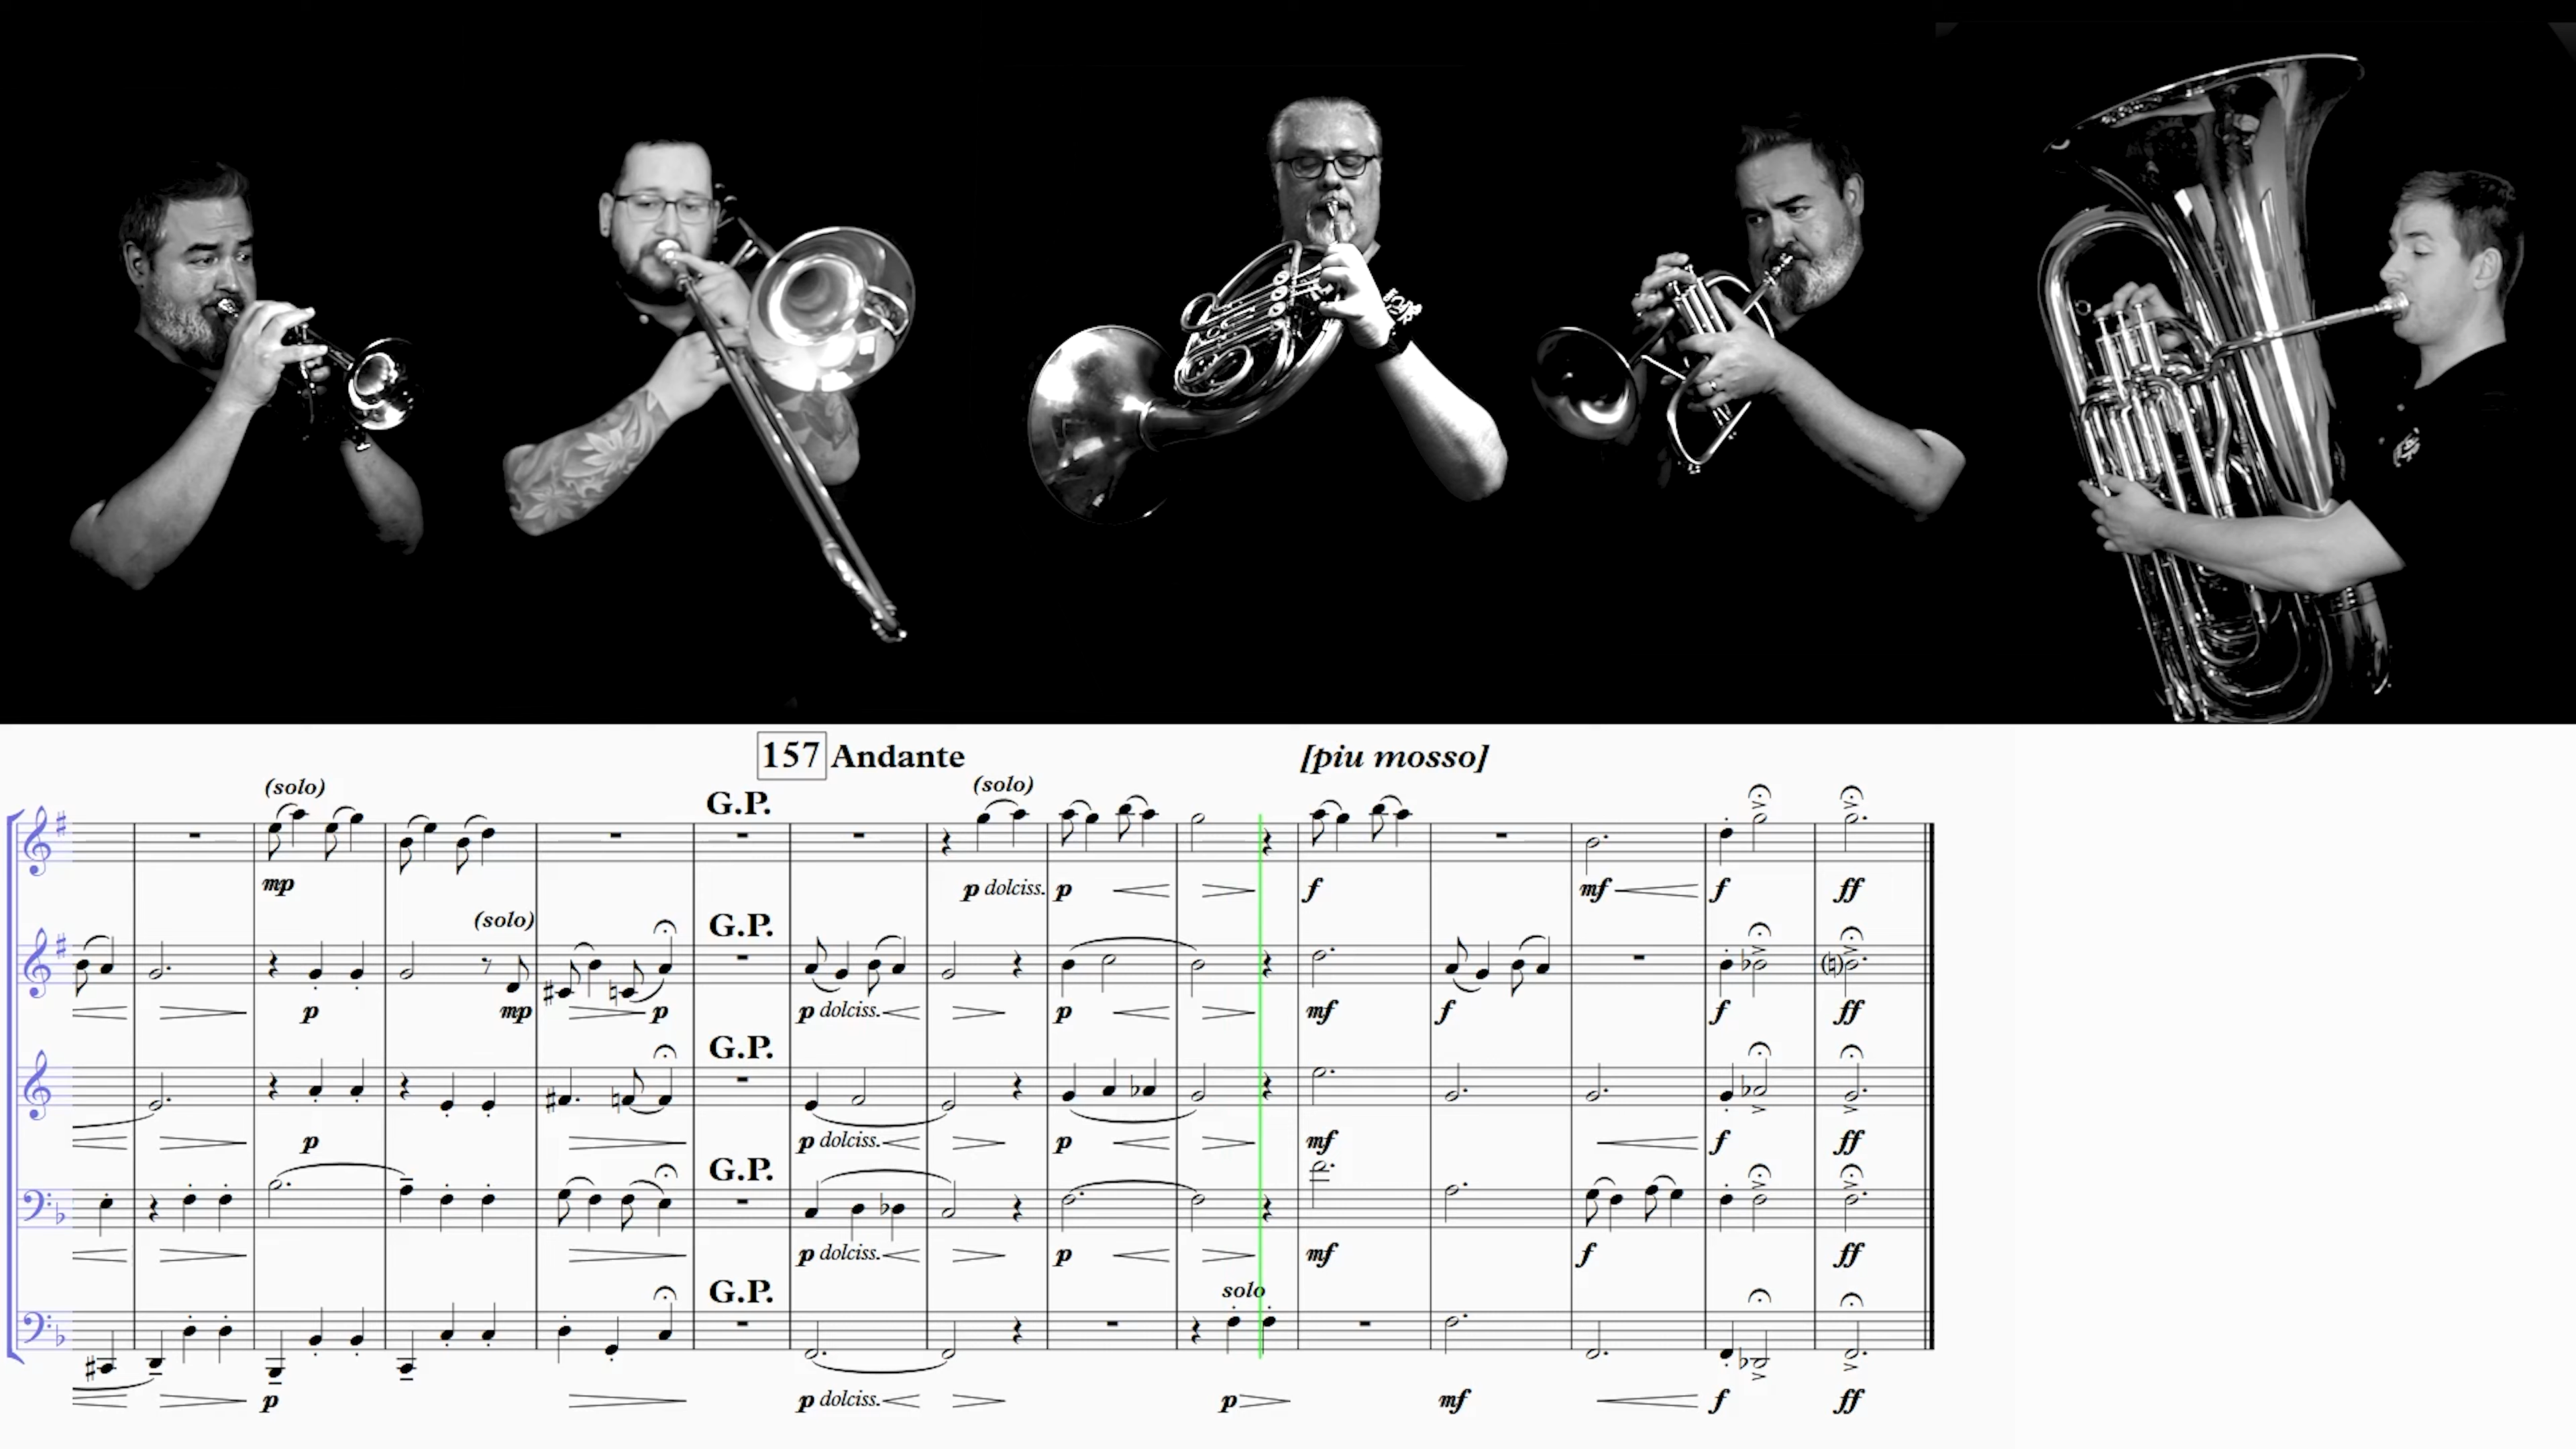 157 Andante
[piu mosso]
(solo) G.P. (solo)
mp p dolciss. p f mf f ff
(solo) G.P.
p mp p p dolciss. p mf f f ff
G.P.
p p dolciss. p mf f ff
G.P.
p dolciss. p mf f ff
G.P. solo
p p dolciss. p mf f ff